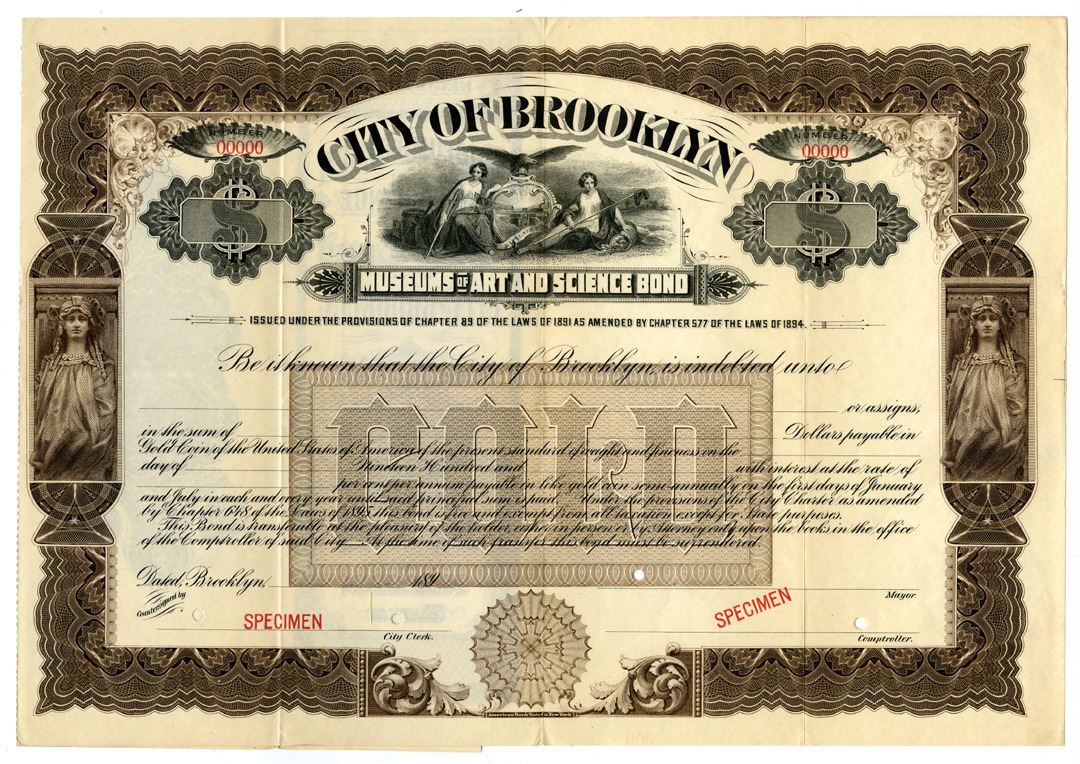 CITY OF BROOKLYN
NUMBER
00000
NUMBER
00000
$
$
MUSEUMS OF ART AND SCIENCE BOND
ISSUED UNDER THE PROVISIONS OF CHAPTER 89 OF THE LAWS OF 1891 AS AMENDED BY CHAPTER 577 OF THE LAWS OF 1894.
Be it known that the City of Brooklyn, is indebted unto
or assigns,
in the sum of Dollars payable in
Gold Coin of the United States of America of the present standard of weight and fineness on the
day of Nineteen Hundred and with interest at the rate of
per cent per annum payable in like gold coin semi annually on the first days of January
and July in each and every year until said principal sum is paid. Under the provisions of the City Charter as amended
by Chapter 648 of the Laws of 1895 this bond is free and exempt from all taxation except for State purposes.
This Bond is transferable at the pleasure of the holder either in person or by Attorney only upon the books in the office
of the Comptroller of said City. At the time of such transfer this bond must be surrendered.
GOLD
Dated, Brooklyn, 189
Countersigned by
Mayor.
SPECIMEN
SPECIMEN
City Clerk.
Comptroller.
American Bank Note Co. New York